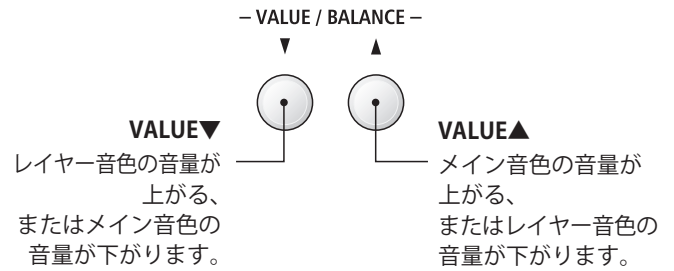 – VALUE / BALANCE –
▼ ▲
VALUE▼
レイヤー音色の音量が
上がる、
またはメイン音色の
音量が下がります。
VALUE▲
メイン音色の音量が
上がる、
またはレイヤー音色の
音量が下がります。